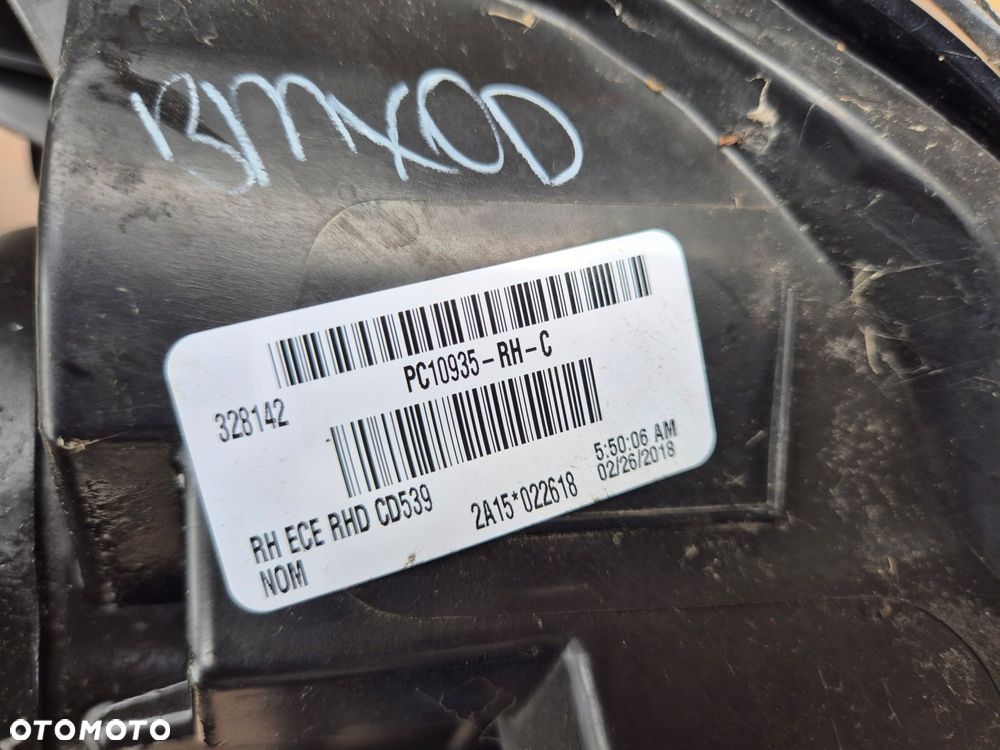 BMXOD
PC10935-RH-C
328142
5:50:06 AM
02/26/2018
2A15*022618
RH ECE RHD CD539
NOM
OTOMOTO